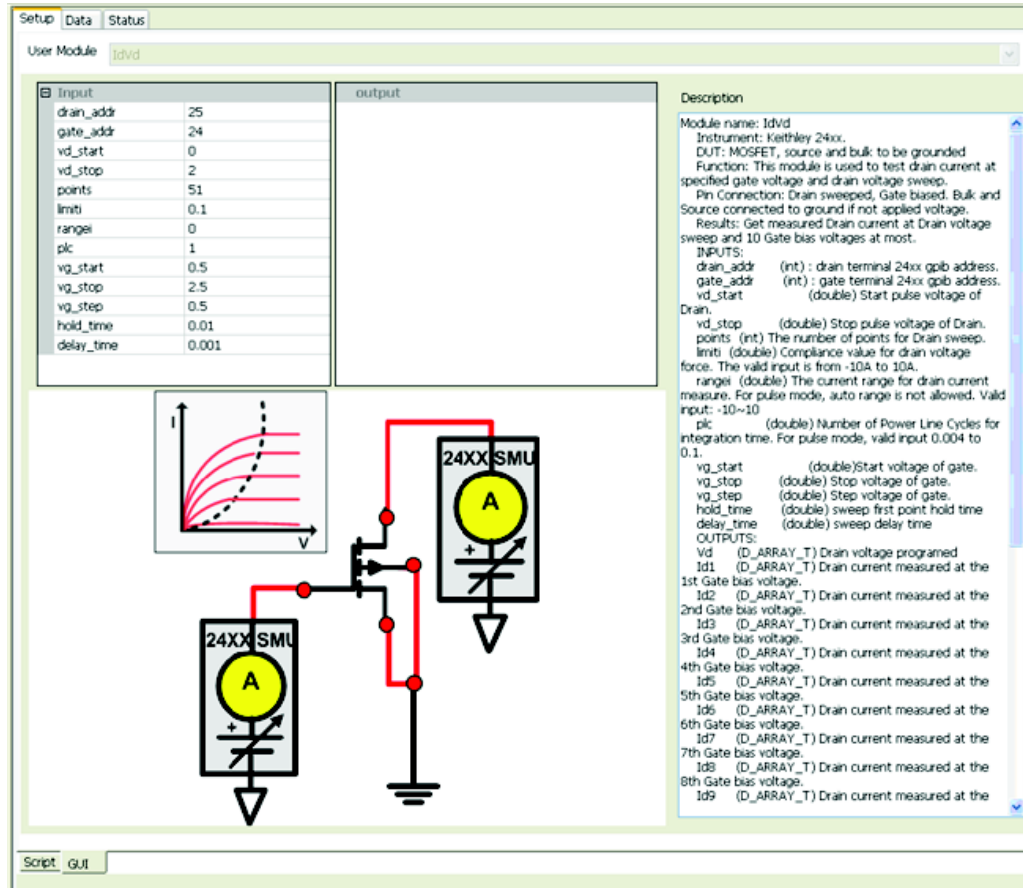 Setup Data Status
User Module IdVd
Input
drain_addr 25
gate_addr 24
vd_start 0
vd_stop 2
points 51
limiti 0.1
rangei 0
plc 1
vg_start 0.5
vg_stop 2.5
vg_step 0.5
hold_time 0.01
delay_time 0.001
output
Description
Module name: IdVd
Instrument: Keithley 24xx.
DUT: MOSFET, source and bulk to be grounded
Function: This module is used to test drain current at
specified gate voltage and drain voltage sweep.
Pin Connection: Drain sweeped, Gate biased. Bulk and
Source connected to ground if not applied voltage.
Results: Get measured Drain current at Drain voltage
sweep and 10 Gate bias voltages at most.
INPUTS:
drain_addr (int) : drain terminal 24xx gpib address.
gate_addr (int) : gate terminal 24xx gpib address.
vd_start (double) Start pulse voltage of
Drain.
vd_stop (double) Stop pulse voltage of Drain.
points (int) The number of points for Drain sweep.
limiti (double) Compliance value for drain voltage
force. The valid input is from -10A to 10A.
rangei (double) The current range for drain current
measure. For pulse mode, auto range is not allowed. Valid
input: -10~10
plc (double) Number of Power Line Cycles for
integration time. For pulse mode, valid input 0.004 to
0.1.
vg_start (double)Start voltage of gate.
vg_stop (double) Stop voltage of gate.
vg_step (double) Step voltage of gate.
hold_time (double) sweep first point hold time
delay_time (double) sweep delay time
OUTPUTS:
Vd (D_ARRAY_T) Drain voltage programed
Id1 (D_ARRAY_T) Drain current measured at the
1st Gate bias voltage.
Id2 (D_ARRAY_T) Drain current measured at the
2nd Gate bias voltage.
Id3 (D_ARRAY_T) Drain current measured at the
3rd Gate bias voltage.
Id4 (D_ARRAY_T) Drain current measured at the
4th Gate bias voltage.
Id5 (D_ARRAY_T) Drain current measured at the
5th Gate bias voltage.
Id6 (D_ARRAY_T) Drain current measured at the
6th Gate bias voltage.
Id7 (D_ARRAY_T) Drain current measured at the
7th Gate bias voltage.
Id8 (D_ARRAY_T) Drain current measured at the
8th Gate bias voltage.
Id9 (D_ARRAY_T) Drain current measured at the
I
V
24XX SMU
A
+
24XX SMU
A
+
Script GUI